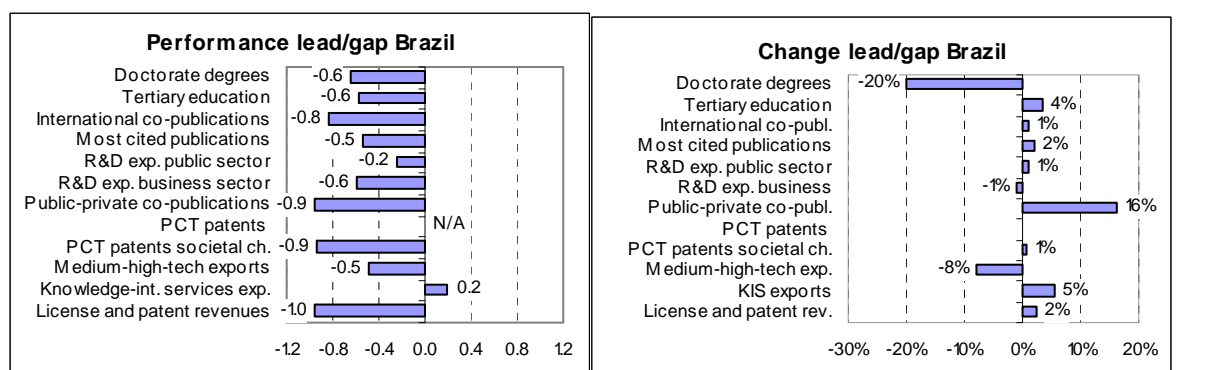 Performance lead/gap Brazil
Doctorate degrees -0.6
Tertiary education -0.6
International co-publications -0.8
Most cited publications -0.5
R&D exp. public sector -0.2
R&D exp. business sector -0.6
Public-private co-publications -0.9
PCT patents N/A
PCT patents societal ch. -0.9
Medium-high-tech exports -0.5
Knowledge-int. services exp. 0.2
License and patent revenues -1.0
-1.2 -0.8 -0.4 0.0 0.4 0.8 1.2
Change lead/gap Brazil
Doctorate degrees -20%
Tertiary education 4%
International co-publ. 1%
Most cited publications 2%
R&D exp. public sector 1%
R&D exp. business -1%
Public-private co-publ. 16%
PCT patents
PCT patents societal ch. 1%
Medium-high-tech exp. -8%
KIS exports 5%
License and patent rev. 2%
-30% -20% -10% 0% 10% 20%